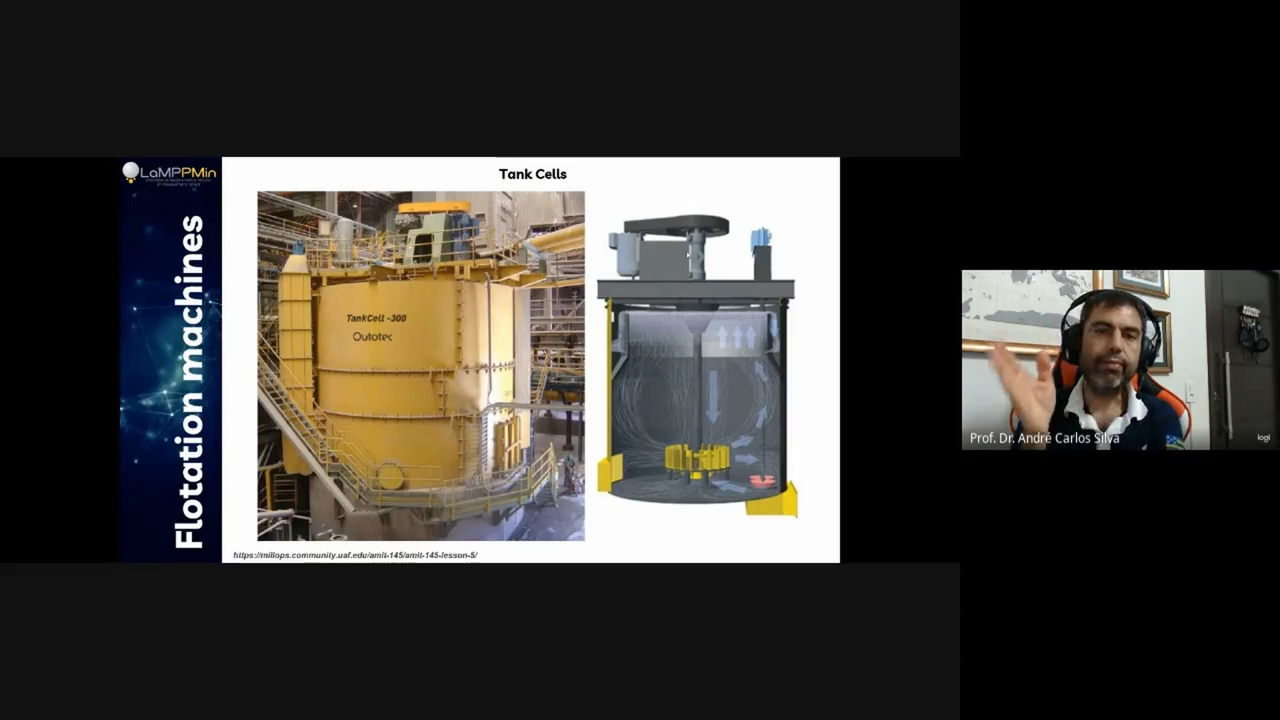 LaMPPMin
Flotation machines
Tank Cells
TankCell -300
Outotec
https://millops.community.uaf.edu/amit-145/amit-145-lesson-5/
Prof. Dr. André Carlos Silva
logi